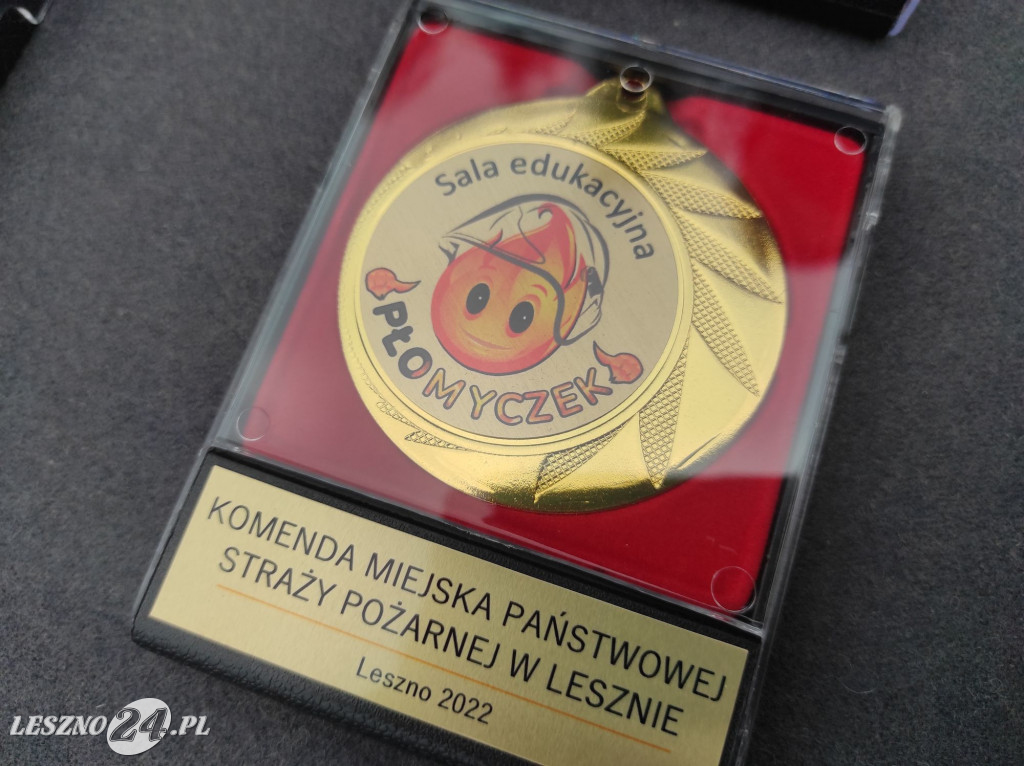 Sala edukacyjna
PŁOMYCZEK
KOMENDA MIEJSKA PAŃSTWOWEJ
STRAŻY POŻARNEJ W LESZNIE
Leszno 2022
LESZNO24.PL